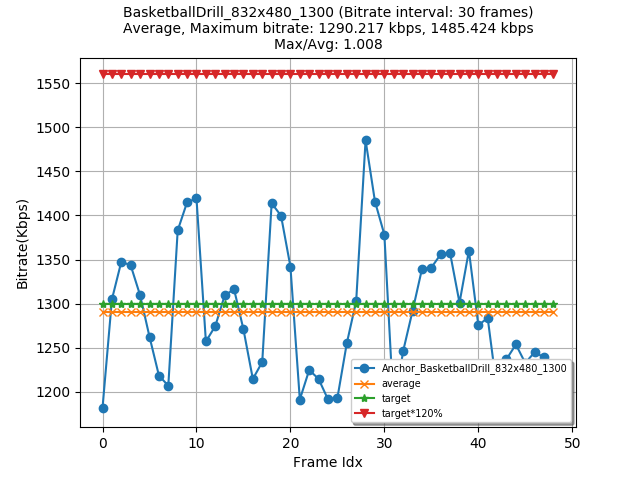 BasketballDrill_832x480_1300 (Bitrate interval: 30 frames)
Average, Maximum bitrate: 1290.217 kbps, 1485.424 kbps
Max/Avg: 1.008
1550
1500
1450
1400
1350
1300
1250
1200
Bitrate(Kbps)
Anchor_BasketballDrill_832x480_1300
average
target
target*120%
0 10 20 30 40 50
Frame Idx